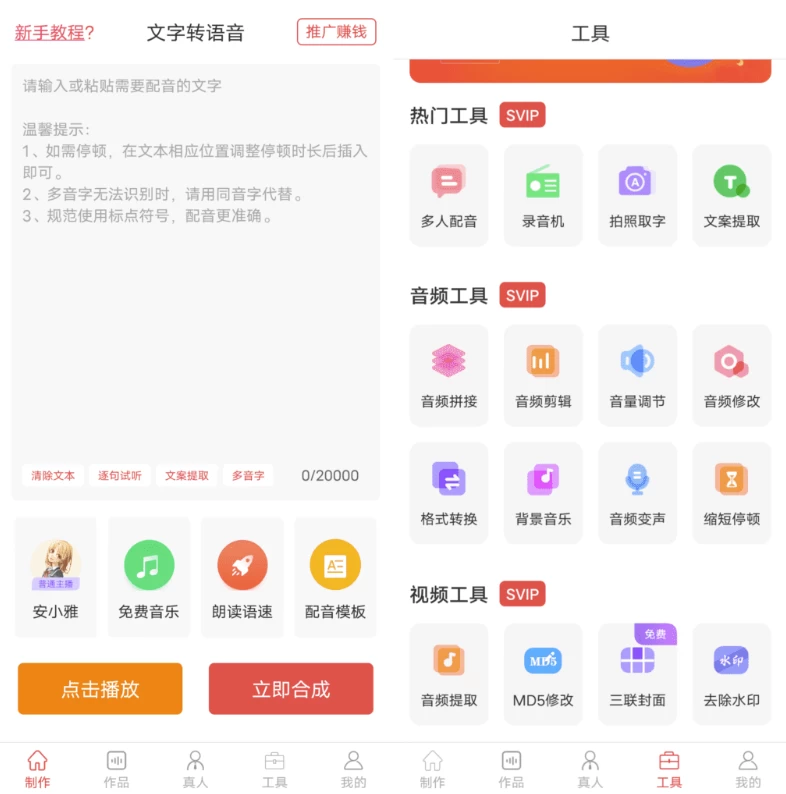 新手教程?
文字转语音
推广赚钱
请输入或粘贴需要配音的文字
温馨提示:
1、如需停顿，在文本相应位置调整停顿时长后插入
即可。
2、多音字无法识别时，请用同音字代替。
3、规范使用标点符号，配音更准确。
清除文本
逐句试听
文案提取
多音字
0/20000
普通主播
安小雅
免费音乐
朗读语速
配音模板
点击播放
立即合成
制作
作品
真人
工具
我的
工具
热门工具 SVIP
多人配音
录音机
拍照取字
文案提取
音频工具 SVIP
音频拼接
音频剪辑
音量调节
音频修改
格式转换
背景音乐
音频变声
缩短停顿
视频工具 SVIP
免费
MD5
水印
音频提取
MD5修改
三联封面
去除水印
制作
作品
真人
工具
我的